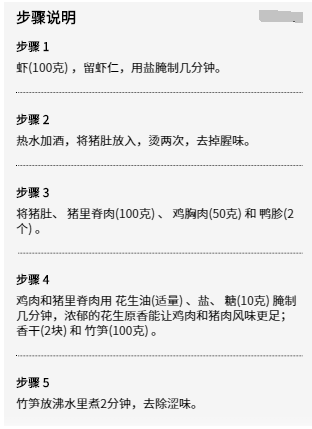 步骤说明
步骤 1
虾(100克) ，留虾仁，用盐腌制几分钟。
步骤 2
热水加酒，将猪肚放入，烫两次，去掉腥味。
步骤 3
将猪肚、 猪里脊肉(100克) 、 鸡胸肉(50克) 和 鸭胗(2
个) 。
步骤 4
鸡肉和猪里脊肉用 花生油(适量) 、盐、 糖(10克) 腌制
几分钟，浓郁的花生原香能让鸡肉和猪肉风味更足；
香干(2块) 和 竹笋(100克) 。
步骤 5
竹笋放沸水里煮2分钟，去除涩味。